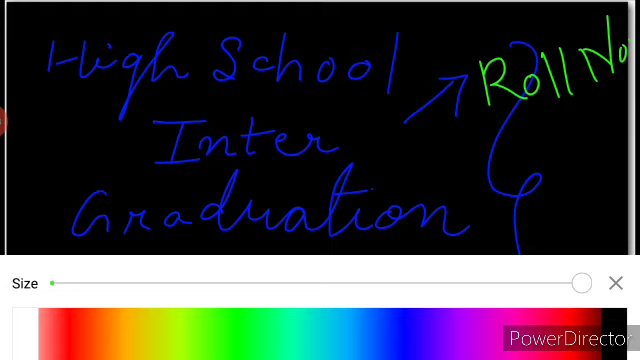 High School
Roll No
Inter
Graduation
Size
PowerDirector